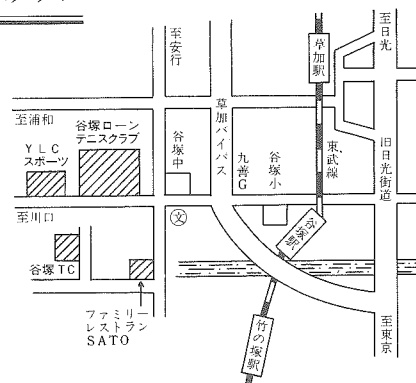 至安行
草加駅
至日光
至浦和
谷塚ローン
テニスクラブ
YLC
スポーツ
谷塚中
草加バイパス
九善G
谷塚小
東武線
旧日光街道
至川口
文
谷塚駅
谷塚TC
ファミリー
レストラン
SATO
竹の塚駅
至東京